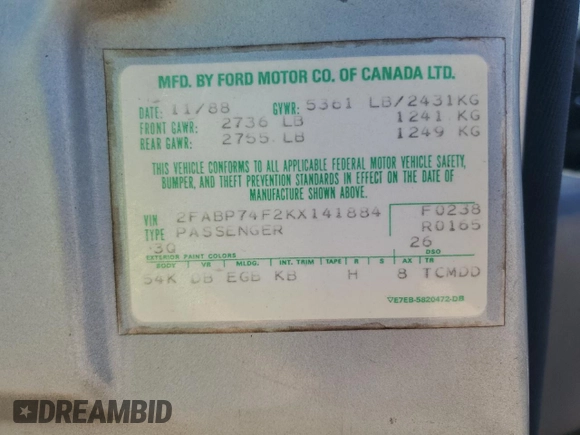 MFD. BY FORD MOTOR CO. OF CANADA LTD.
DATE: 11/88 GVWR: 5361 LB/2431KG
FRONT GAWR: 2736 LB 1241 KG
REAR GAWR: 2755 LB 1249 KG
THIS VEHICLE CONFORMS TO ALL APPLICABLE FEDERAL MOTOR VEHICLE SAFETY,
BUMPER, AND THEFT PREVENTION STANDARDS IN EFFECT ON THE DATE OF
MANUFACTURE SHOWN ABOVE.
VIN 2FABP74F2KX141884 F0238
TYPE PASSENGER R0165
3Q 26
EXTERIOR PAINT COLORS DSO
BODY VR MLDG. INT. TRIM TAPE R S AX TR
54K DB EGB KB H 8 TCMDD
VE7EB-5820472-DB
DREAMBID